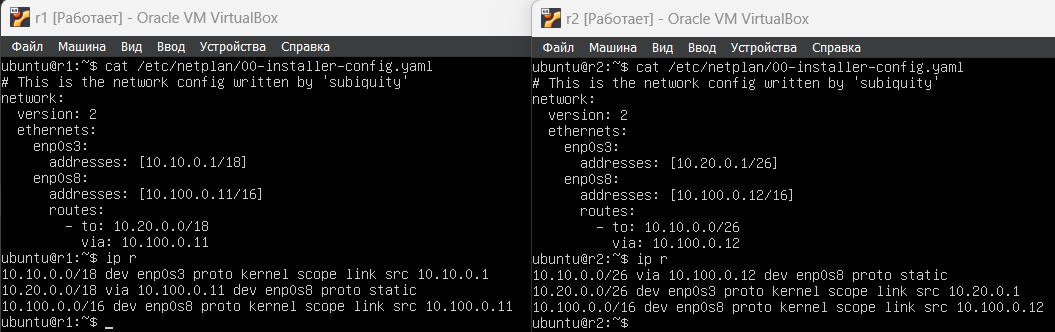 r1 [Работает] - Oracle VM VirtualBox
Файл Машина Вид Ввод Устройства Справка
ubuntu@r1:~$ cat /etc/netplan/00-installer-config.yaml
# This is the network config written by 'subiquity'
network:
  version: 2
  ethernets:
    enp0s3:
      addresses: [10.10.0.1/18]
    enp0s8:
      addresses: [10.100.0.11/16]
      routes:
        - to: 10.20.0.0/18
          via: 10.100.0.11
ubuntu@r1:~$ ip r
10.10.0.0/18 dev enp0s3 proto kernel scope link src 10.10.0.1
10.20.0.0/18 via 10.100.0.11 dev enp0s8 proto static
10.100.0.0/16 dev enp0s8 proto kernel scope link src 10.100.0.11
ubuntu@r1:~$ _
r2 [Работает] - Oracle VM VirtualBox
Файл Машина Вид Ввод Устройства Справка
ubuntu@r2:~$ cat /etc/netplan/00-installer-config.yaml
# This is the network config written by 'subiquity'
network:
  version: 2
  ethernets:
    enp0s3:
      addresses: [10.20.0.1/26]
    enp0s8:
      addresses: [10.100.0.12/16]
      routes:
        - to: 10.10.0.0/26
          via: 10.100.0.12
ubuntu@r2:~$ ip r
10.10.0.0/26 via 10.100.0.12 dev enp0s8 proto static
10.20.0.0/26 dev enp0s3 proto kernel scope link src 10.20.0.1
10.100.0.0/16 dev enp0s8 proto kernel scope link src 10.100.0.12
ubuntu@r2:~$